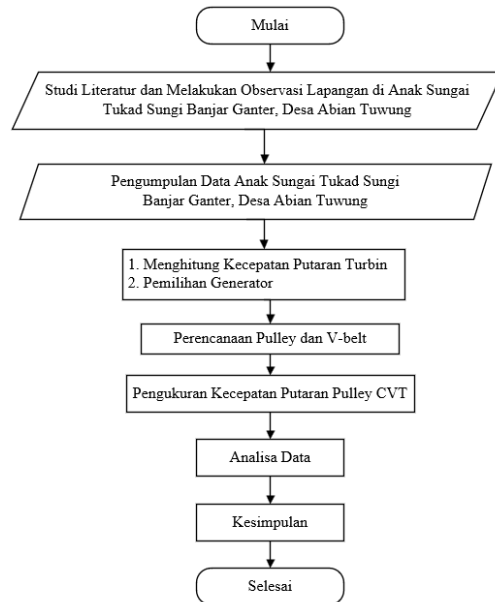 Mulai
Studi Literatur dan Melakukan Observasi Lapangan di Anak Sungai
Tukad Sungi Banjar Ganter, Desa Abian Tuwung
Pengumpulan Data Anak Sungai Tukad Sungi
Banjar Ganter, Desa Abian Tuwung
1. Menghitung Kecepatan Putaran Turbin
2. Pemilihan Generator
Perencanaan Pulley dan V-belt
Pengukuran Kecepatan Putaran Pulley CVT
Analisa Data
Kesimpulan
Selesai